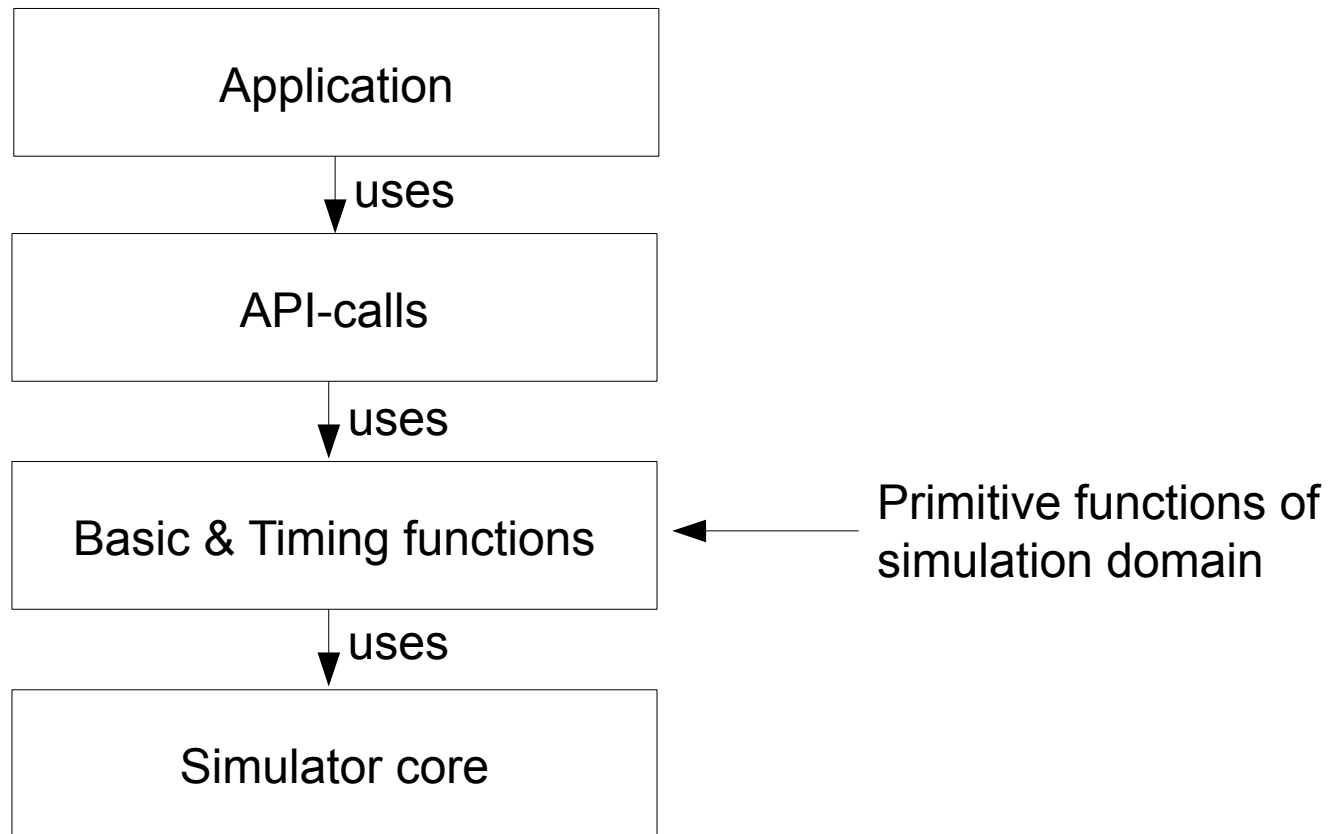 Application
uses
API-calls
uses
Basic & Timing functions
Primitive functions of
simulation domain
uses
Simulator core